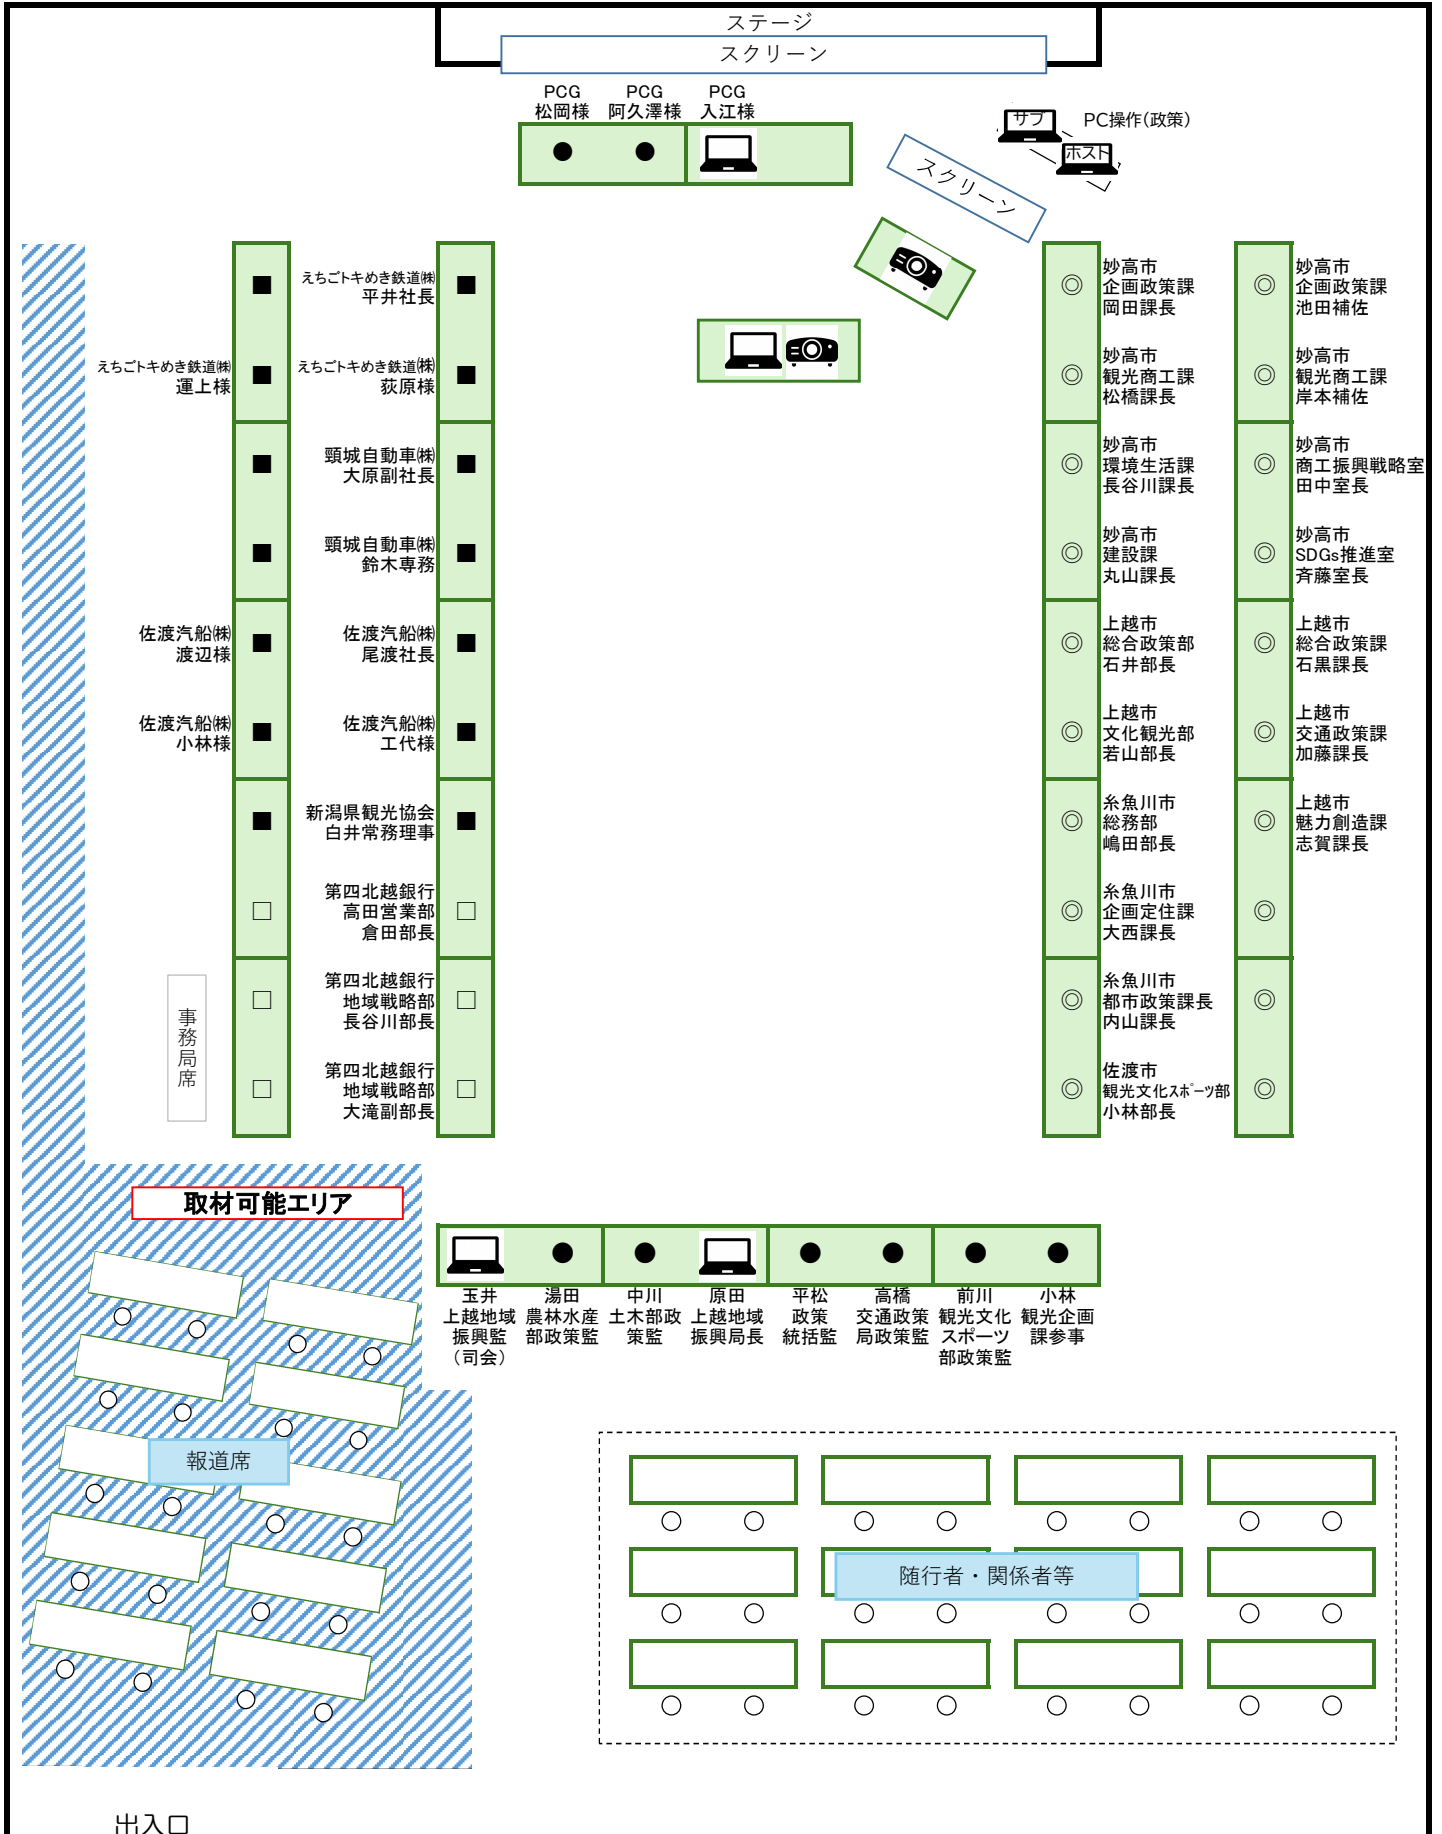 ステージ
スクリーン
PCG
松岡様
PCG
阿久澤様
PCG
入江様
サブ
ホスト
PC操作(政策)
スクリーン
えちごトキめき鉄道㈱
平井社長
えちごトキめき鉄道㈱
運上様
えちごトキめき鉄道㈱
荻原様
頸城自動車㈱
大原副社長
頸城自動車㈱
鈴木専務
佐渡汽船㈱
渡辺様
佐渡汽船㈱
尾渡社長
佐渡汽船㈱
小林様
佐渡汽船㈱
工代様
新潟県観光協会
白井常務理事
第四北越銀行
高田営業部
倉田部長
第四北越銀行
地域戦略部
長谷川部長
第四北越銀行
地域戦略部
大滝副部長
事務局席
妙高市
企画政策課
岡田課長
妙高市
企画政策課
池田補佐
妙高市
観光商工課
松橋課長
妙高市
観光商工課
岸本補佐
妙高市
環境生活課
長谷川課長
妙高市
商工振興戦略室
田中室長
妙高市
建設課
丸山課長
妙高市
SDGs推進室
斉藤室長
上越市
総合政策部
石井部長
上越市
総合政策課
石黒課長
上越市
文化観光部
若山部長
上越市
交通政策課
加藤課長
糸魚川市
総務部
嶋田部長
上越市
魅力創造課
志賀課長
糸魚川市
企画定住課
大西課長
糸魚川市
都市政策課長
内山課長
佐渡市
観光文化ｽﾎﾟｰﾂ部
小林部長
取材可能エリア
玉井
上越地域
振興監
（司会）
湯田
農林水産
部政策監
中川
土木部政
策監
原田
上越地域
振興局長
平松
政策
統括監
高橋
交通政策
局政策監
前川
観光文化
スポーツ
部政策監
小林
観光企画
課参事
報道席
随行者・関係者等
出入口